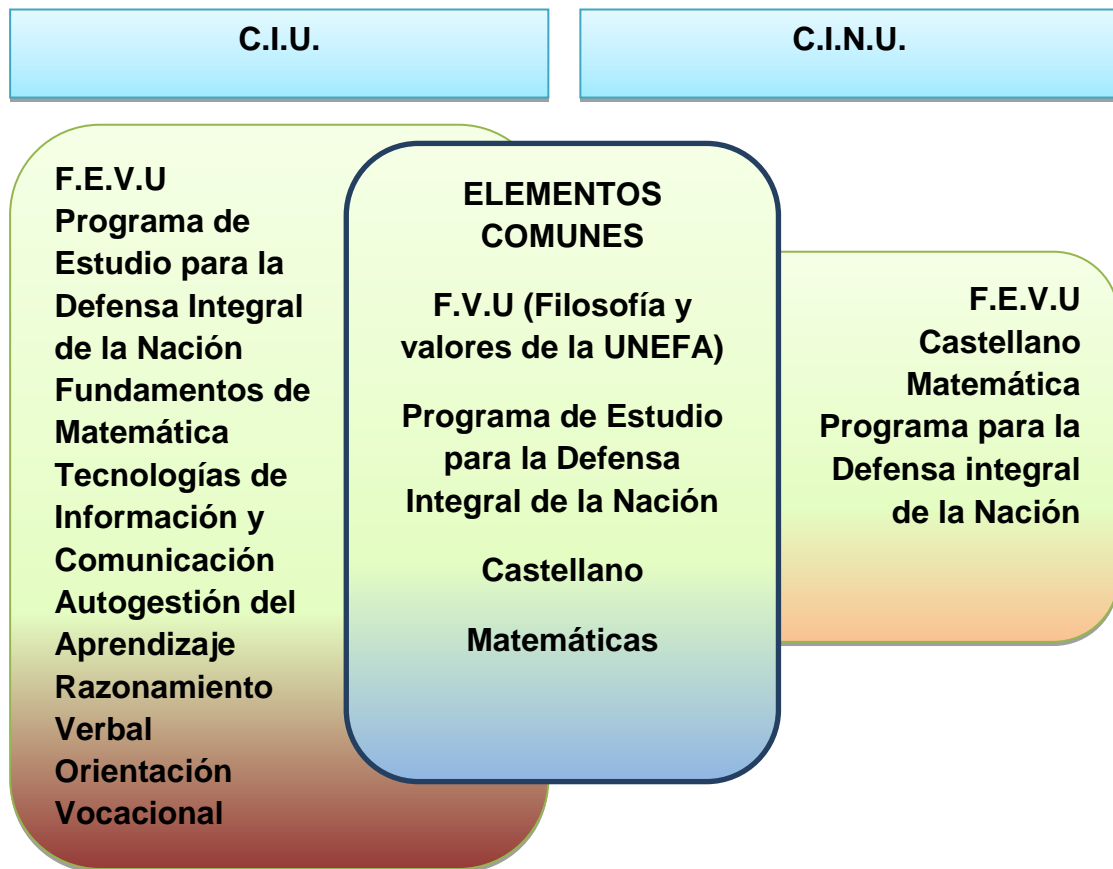 C.I.U.
C.I.N.U.
F.E.V.U
Programa de
Estudio para la
Defensa Integral
de la Nación
Fundamentos de
Matemática
Tecnologías de
Información y
Comunicación
Autogestión del
Aprendizaje
Razonamiento
Verbal
Orientación
Vocacional
ELEMENTOS
COMUNES
F.V.U (Filosofía y
valores de la UNEFA)
Programa de Estudio
para la Defensa
Integral de la Nación
Castellano
Matemáticas
F.E.V.U
Castellano
Matemática
Programa para la
Defensa integral
de la Nación